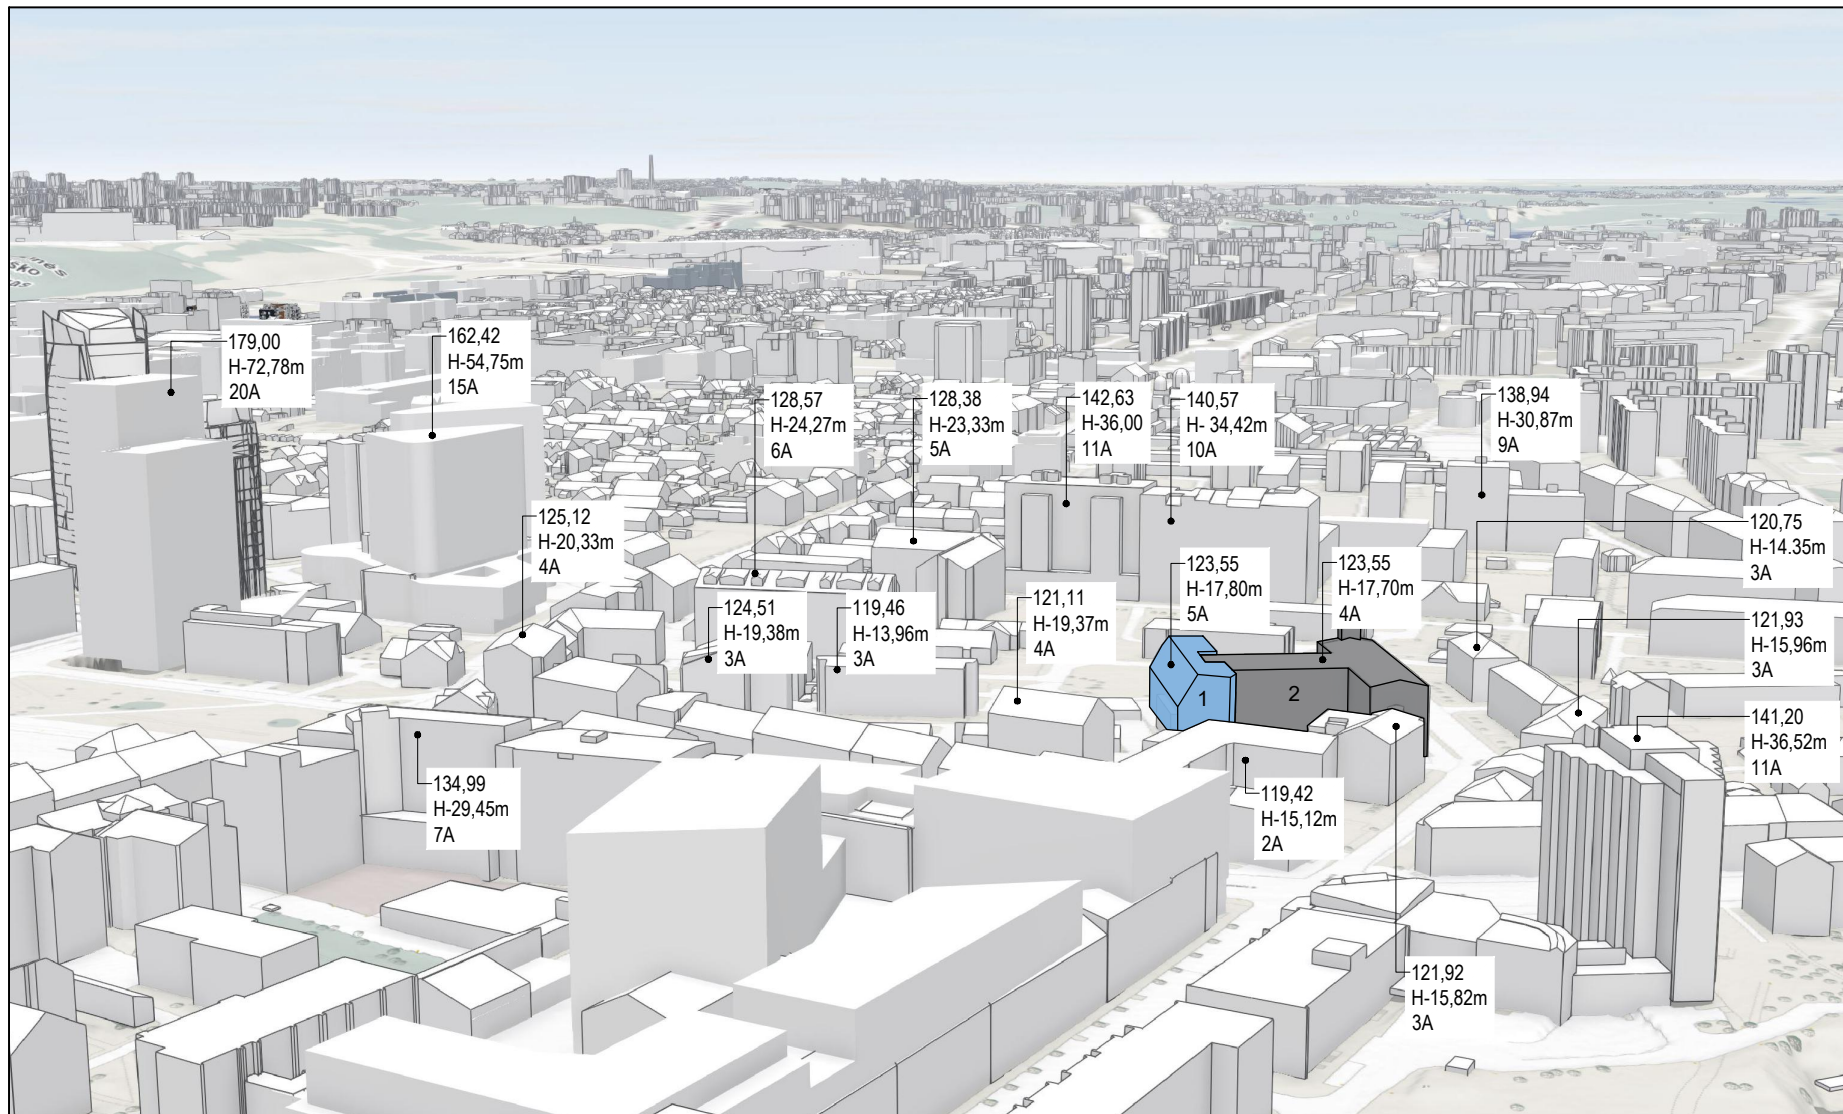 nės
sko
ns
179,00
H-72,78m
20A
162,42
H-54,75m
15A
128,57
H-24,27m
6A
128,38
H-23,33m
5A
142,63
H-36,00
11A
140,57
H- 34,42m
10A
138,94
H-30,87m
9A
125,12
H-20,33m
4A
120,75
H-14.35m
3A
123,55
H-17,80m
5A
123,55
H-17,70m
4A
124,51
H-19,38m
3A
119,46
H-13,96m
3A
121,11
H-19,37m
4A
121,93
H-15,96m
3A
1
2
141,20
H-36,52m
11A
134,99
H-29,45m
7A
119,42
H-15,12m
2A
121,92
H-15,82m
3A